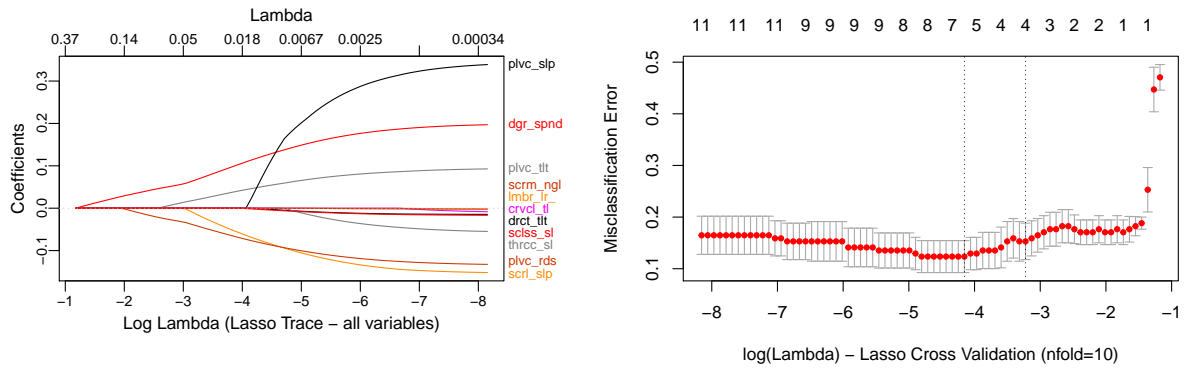 Lambda
0.37 0.14 0.05 0.018 0.0067 0.0025 0.00034
Coefficients
0.3
0.2
0.1
0.0
−0.1
plvc_slp
dgr_spnd
plvc_tlt
scrm_ngl
lmbr_lr_
crvcl_tl
drct_tlt
sclss_sl
thrcc_sl
plvc_rds
scrl_slp
−1 −2 −3 −4 −5 −6 −7 −8
Log Lambda (Lasso Trace − all variables)
11 11 11 9 9 9 9 8 7 5 4 4 2 1 1
Misclassification Error
0.5
0.4
0.3
0.2
0.1
−8 −7 −6 −5 −4 −3 −2 −1
log(Lambda) − Lasso Cross Validation (nfold=10)